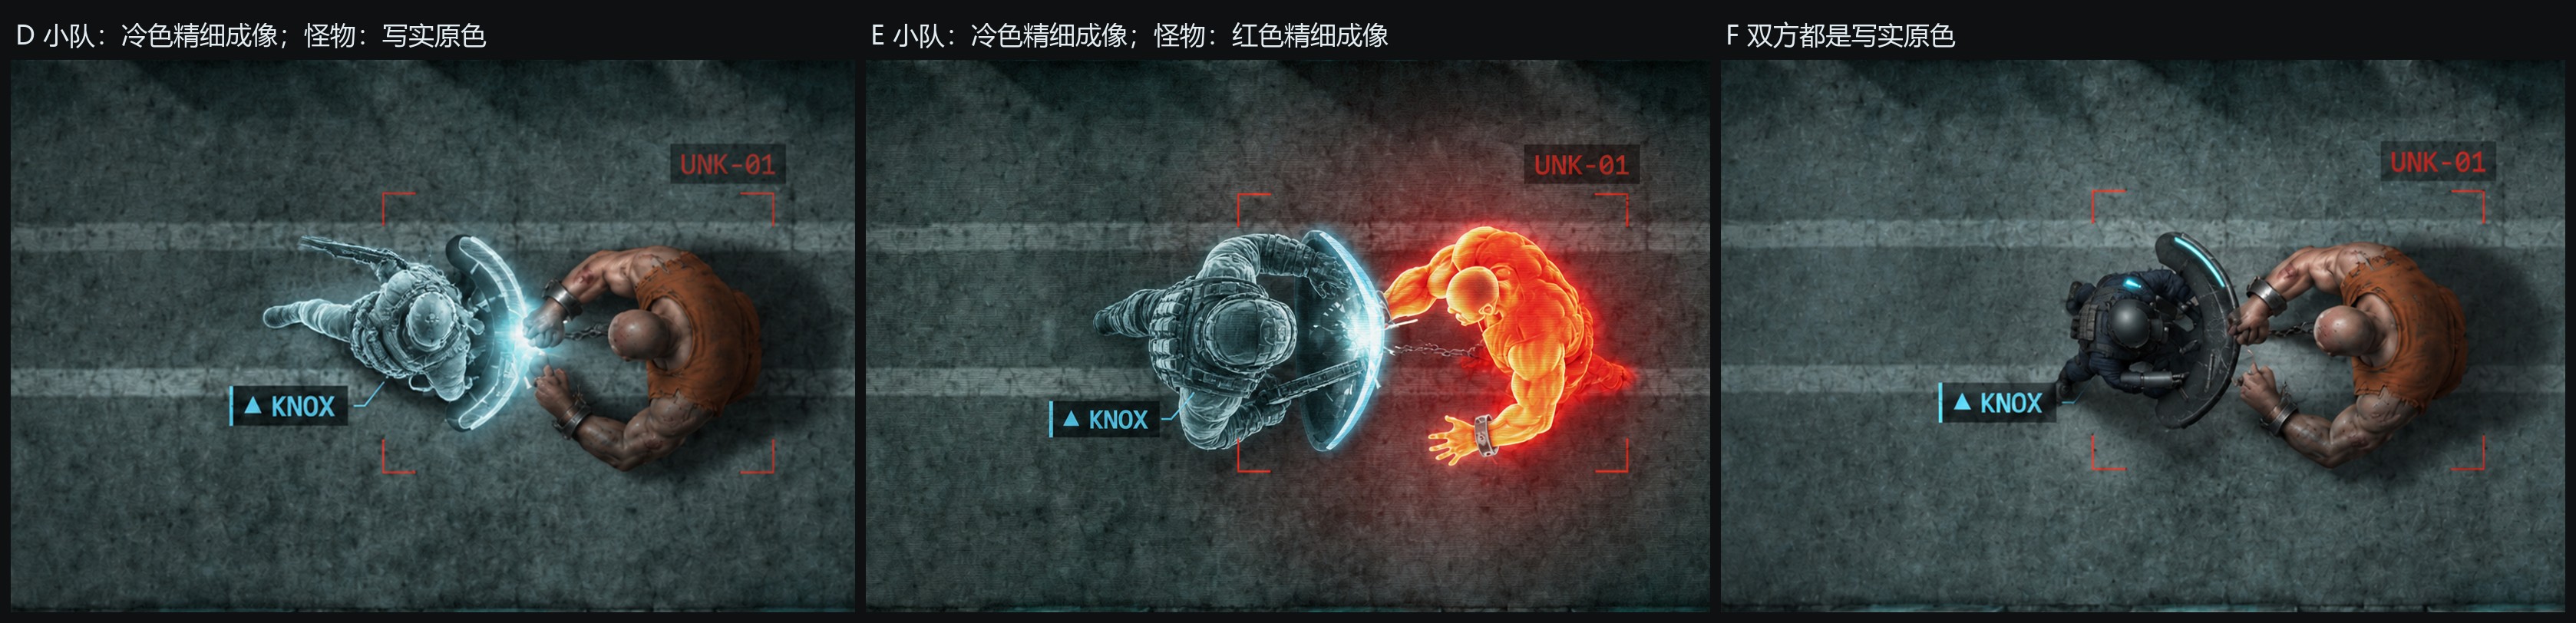 D 小队：冷色精细成像；怪物：写实原色
UNK-01
▲ KNOX
E 小队：冷色精细成像；怪物：红色精细成像
UNK-01
▲ KNOX
F 双方都是写实原色
UNK-01
▲ KNOX